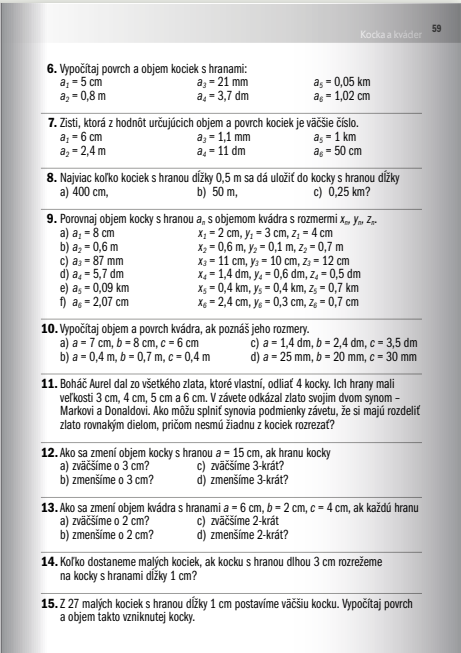 Kocka a kváder 59
6. Vypočítaj povrch a objem kociek s hranami:
a₁ = 5 cm a₃ = 21 mm a₅ = 0,05 km
a₂ = 0,8 m a₄ = 3,7 dm a₆ = 1,02 cm
7. Zisti, ktorá z hodnôt určujúcich objem a povrch kociek je väčšie číslo.
a₁ = 6 cm a₃ = 1,1 mm a₅ = 1 km
a₂ = 2,4 m a₄ = 11 dm a₆ = 50 cm
8. Najviac koľko kociek s hranou dĺžky 0,5 m sa dá uložiť do kocky s hranou dĺžky
a) 400 cm, b) 50 m, c) 0,25 km?
9. Porovnaj objem kocky s hranou aₙ s objemom kvádra s rozmermi xₙ, yₙ, zₙ.
a) a₁ = 8 cm x₁ = 2 cm, y₁ = 3 cm, z₁ = 4 cm
b) a₂ = 0,6 m x₂ = 0,6 m, y₂ = 0,1 m, z₂ = 0,7 m
c) a₃ = 87 mm x₃ = 11 cm, y₃ = 10 cm, z₃ = 12 cm
d) a₄ = 5,7 dm x₄ = 1,4 dm, y₄ = 0,6 dm, z₄ = 0,5 dm
e) a₅ = 0,09 km x₅ = 0,4 km, y₅ = 0,4 km, z₅ = 0,7 km
f) a₆ = 2,07 cm x₆ = 2,4 cm, y₆ = 0,3 cm, z₆ = 0,7 cm
10. Vypočítaj objem a povrch kvádra, ak poznáš jeho rozmery.
a) a = 7 cm, b = 8 cm, c = 6 cm c) a = 1,4 dm, b = 2,4 dm, c = 3,5 dm
b) a = 0,4 m, b = 0,7 m, c = 0,4 m d) a = 25 mm, b = 20 mm, c = 30 mm
11. Boháč Aurel dal zo všetkého zlata, ktoré vlastní, odliať 4 kocky. Ich hrany mali
veľkosti 3 cm, 4 cm, 5 cm a 6 cm. V závete odkázal zlato svojim dvom synom –
Markovi a Donaldovi. Ako môžu splniť synovia podmienky závetu, že si majú rozdeliť
zlato rovnakým dielom, pričom nesmú žiadnu z kociek rozrezať?
12. Ako sa zmení objem kocky s hranou a = 15 cm, ak hranu kocky
a) zväčšíme o 3 cm? c) zväčšíme 3-krát?
b) zmenšíme o 3 cm? d) zmenšíme 3-krát?
13. Ako sa zmení objem kvádra s hranami a = 6 cm, b = 2 cm, c = 4 cm, ak každú hranu
a) zväčšíme o 2 cm? c) zväčšíme 2-krát
b) zmenšíme o 2 cm? d) zmenšíme 2-krát?
14. Koľko dostaneme malých kociek, ak kocku s hranou dlhou 3 cm rozrežeme
na kocky s hranami dĺžky 1 cm?
15. Z 27 malých kociek s hranou dĺžky 1 cm postavíme väčšiu kocku. Vypočítaj povrch
a objem takto vzniknutej kocky.